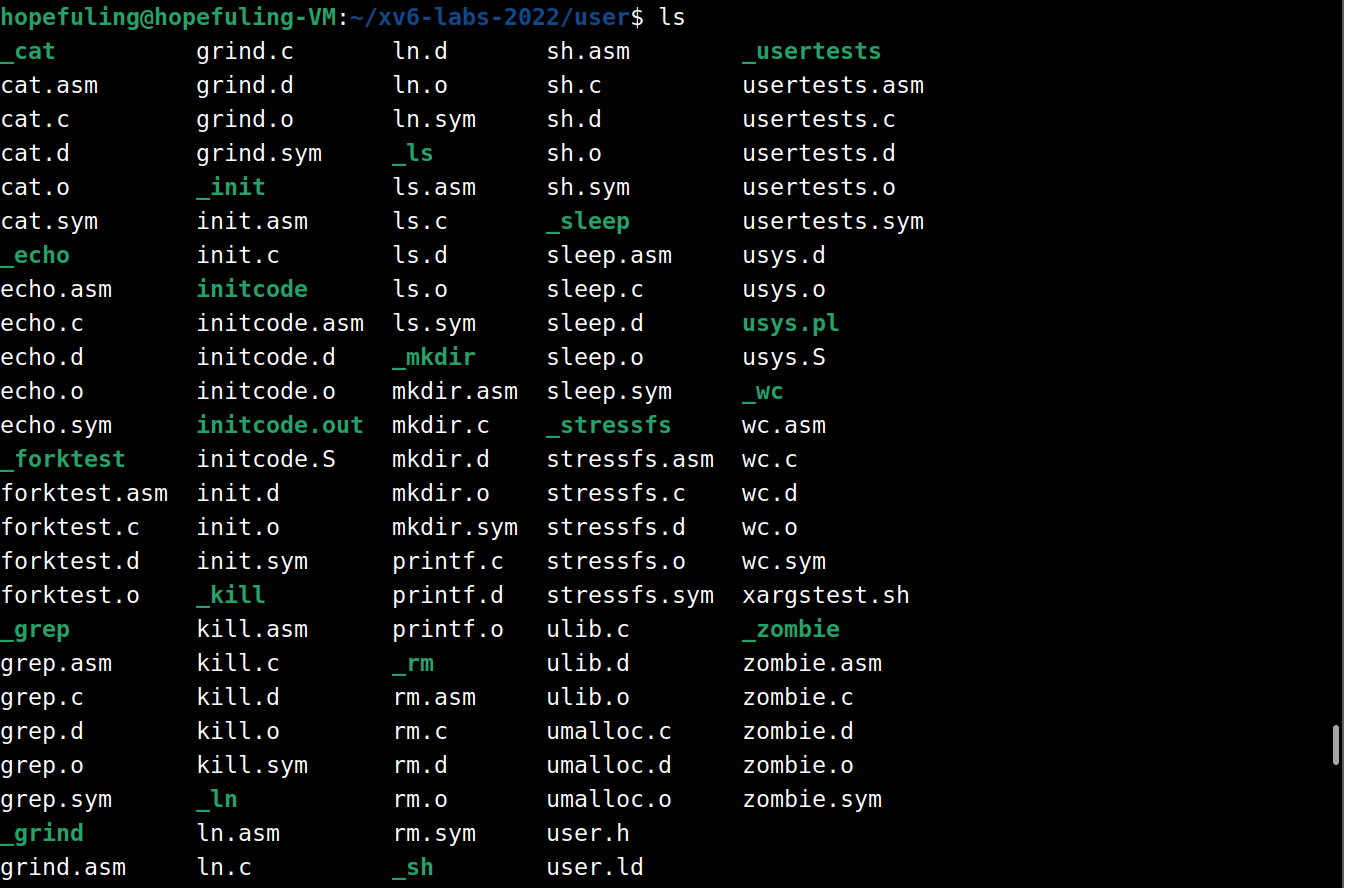 hopefuling@hopefuling-VM:~/xv6-labs-2022/user$ ls
_cat grind.c ln.d sh.asm _usertests
cat.asm grind.d ln.o sh.c usertests.asm
cat.c grind.o ln.sym sh.d usertests.c
cat.d grind.sym _ls sh.o usertests.d
cat.o _init ls.asm sh.sym usertests.o
cat.sym init.asm ls.c _sleep usertests.sym
_echo init.c ls.d sleep.asm usys.d
echo.asm initcode ls.o sleep.c usys.o
echo.c initcode.asm ls.sym sleep.d usys.pl
echo.d initcode.d _mkdir sleep.o usys.S
echo.o initcode.o mkdir.asm sleep.sym _wc
echo.sym initcode.out mkdir.c _stressfs wc.asm
_forktest initcode.S mkdir.d stressfs.asm wc.c
forktest.asm init.d mkdir.o stressfs.c wc.d
forktest.c init.o mkdir.sym stressfs.d wc.o
forktest.d init.sym printf.c stressfs.o wc.sym
forktest.o _kill printf.d stressfs.sym xargstest.sh
_grep kill.asm printf.o ulib.c _zombie
grep.asm kill.c _rm ulib.d zombie.asm
grep.c kill.d rm.asm ulib.o zombie.c
grep.d kill.o rm.c umalloc.c zombie.d
grep.o kill.sym rm.d umalloc.d zombie.o
grep.sym _ln rm.o umalloc.o zombie.sym
_grind ln.asm rm.sym user.h
grind.asm ln.c _sh user.ld